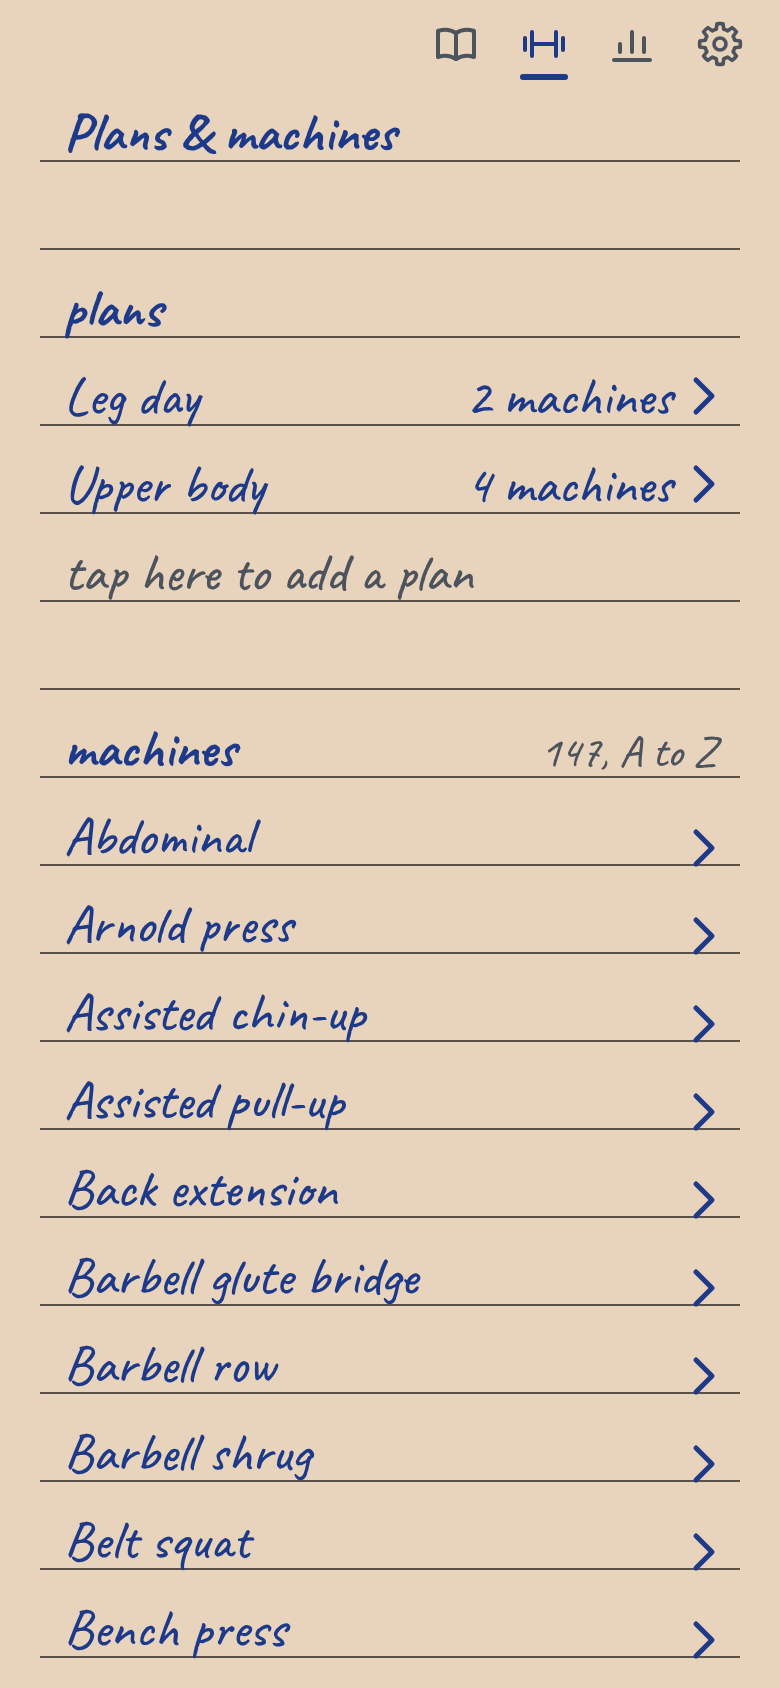 Plans & machines
plans
Leg day 2 machines
Upper body 4 machines
tap here to add a plan
machines 147, A to Z
Abdominal
Arnold press
Assisted chin-up
Assisted pull-up
Back extension
Barbell glute bridge
Barbell row
Barbell shrug
Belt squat
Bench press